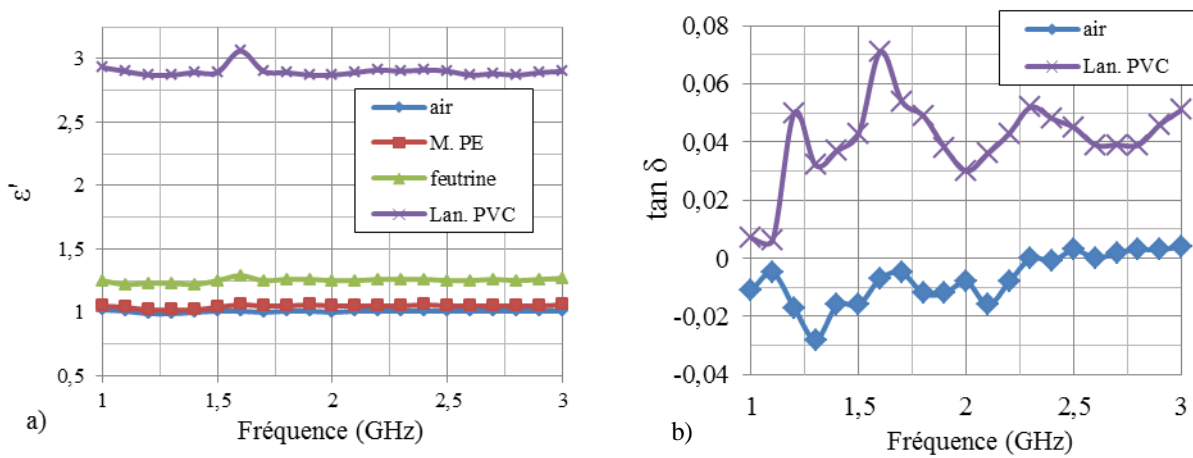 3
2,5
2
1,5
1
0,5
ε'
1
1,5
2
2,5
3
Fréquence (GHz)
air
M. PE
feutrine
Lan. PVC
a)
0,08
0,06
0,04
0,02
0
-0,02
-0,04
tan δ
1
1,5
2
2,5
3
Fréquence (GHz)
air
Lan. PVC
b)